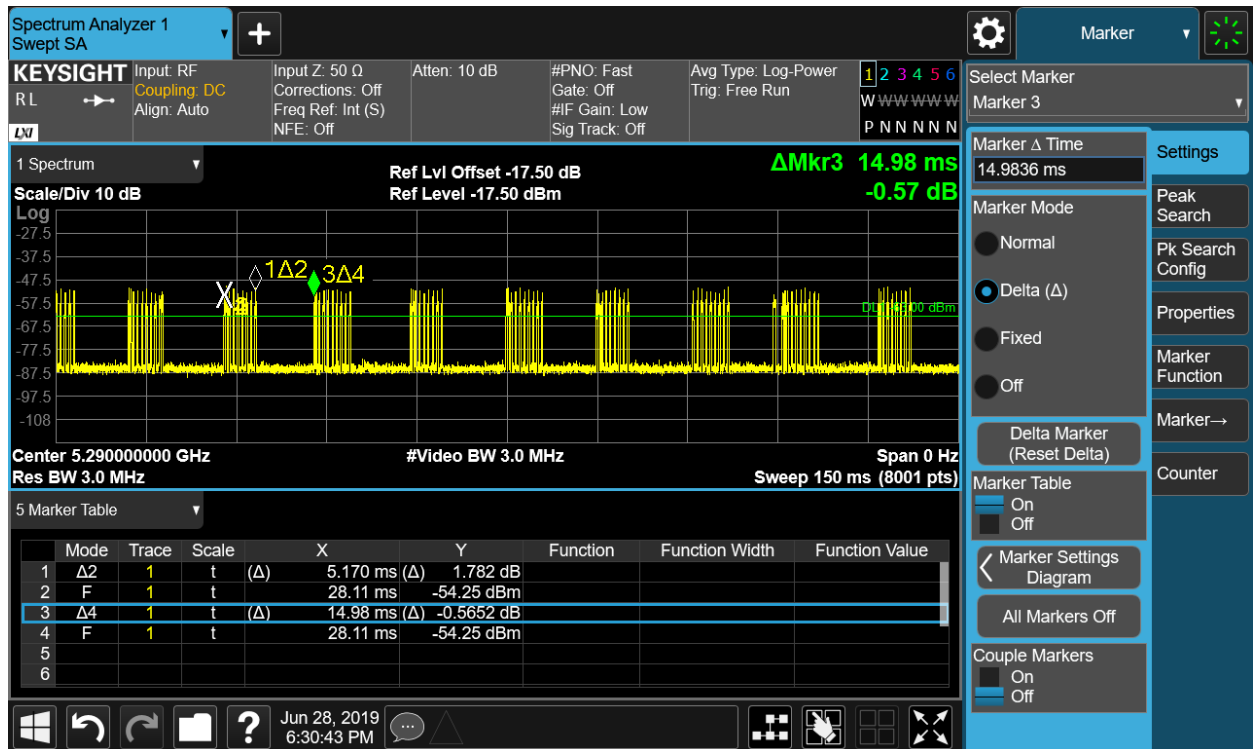 Spectrum Analyzer 1
Swept SA
+
Marker
KEYSIGHT
Input: RF
Input Z: 50 Ω
Atten: 10 dB
#PNO: Fast
Avg Type: Log-Power
1 2 3 4 5 6
R L
Coupling: DC
Corrections: Off
Gate: Off
Trig: Free Run
W W W W W W
Align: Auto
Freq Ref: Int (S)
#IF Gain: Low
LXI
NFE: Off
Sig Track: Off
P N N N N N
Select Marker
Marker 3
1 Spectrum
Ref Lvl Offset -17.50 dB
ΔMkr3 14.98 ms
Scale/Div 10 dB
Ref Level -17.50 dBm
-0.57 dB
Log
-27.5
-37.5
-47.5
-57.5
-67.5
-77.5
-87.5
-97.5
-108
1Δ2
3Δ4
X
Center 5.290000000 GHz
#Video BW 3.0 MHz
Span 0 Hz
Res BW 3.0 MHz
Sweep 150 ms (8001 pts)
5 Marker Table
Mode Trace Scale X Y Function Function Width Function Value
1 Δ2 1 t (Δ) 5.170 ms (Δ) 1.782 dB
2 F 1 t 28.11 ms -54.25 dBm
3 Δ4 1 t (Δ) 14.98 ms (Δ) -0.5652 dB
4 F 1 t 28.11 ms -54.25 dBm
5
6
Marker Δ Time
14.9836 ms
Marker Mode
Normal
Delta (Δ)
Fixed
Off
Delta Marker
(Reset Delta)
Marker Table
On
Off
Marker Settings
Diagram
All Markers Off
Couple Markers
On
Off
Settings
Peak
Search
Pk Search
Config
Properties
Marker
Function
Marker→
Counter
?
Jun 28, 2019
6:30:43 PM